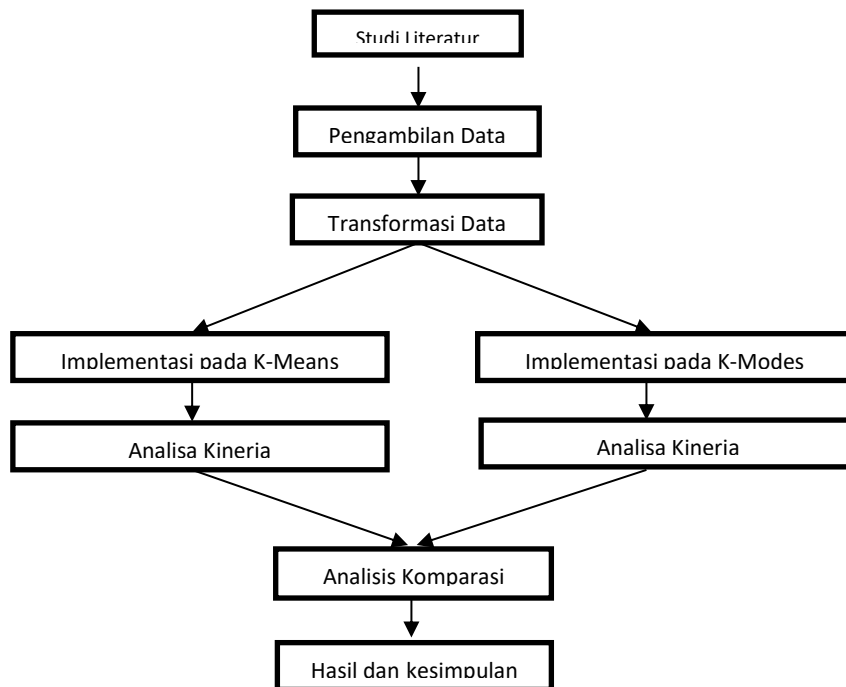 Studi Literatur
Pengambilan Data
Transformasi Data
Implementasi pada K-Means
Implementasi pada K-Modes
Analisa Kinerja
Analisa Kinerja
Analisis Komparasi
Hasil dan kesimpulan